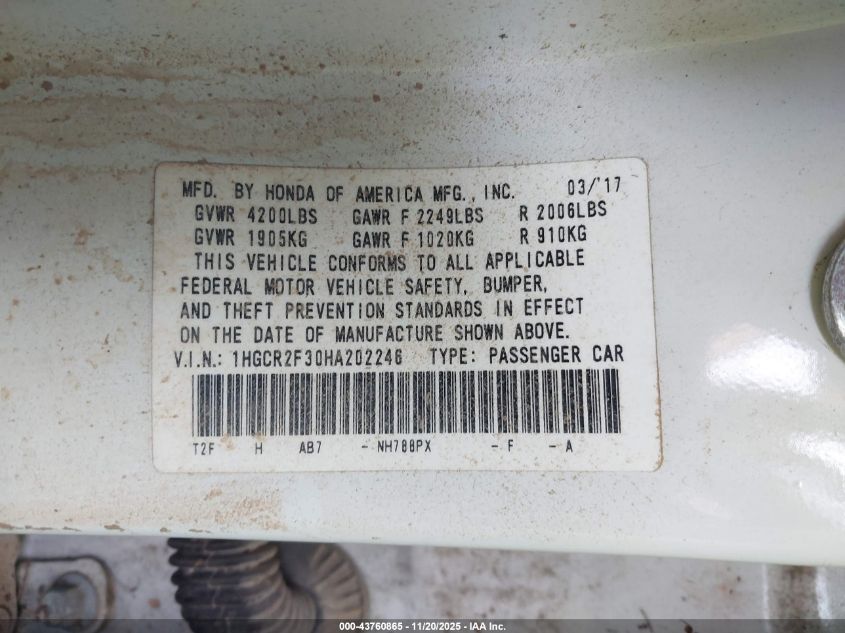 MFD. BY HONDA OF AMERICA MFG., INC. 03/'17
GVWR 4200LBS GAWR F 2249LBS R 2006LBS
GVWR 1905KG GAWR F 1020KG R 910KG
THIS VEHICLE CONFORMS TO ALL APPLICABLE
FEDERAL MOTOR VEHICLE SAFETY, BUMPER,
AND THEFT PREVENTION STANDARDS IN EFFECT
ON THE DATE OF MANUFACTURE SHOWN ABOVE.
V.I.N.: 1HGCR2F30HA202246 TYPE: PASSENGER CAR
T2F H AB7 - NH788PX - F - A
000-43760865 - 11/20/2025 - IAA Inc.